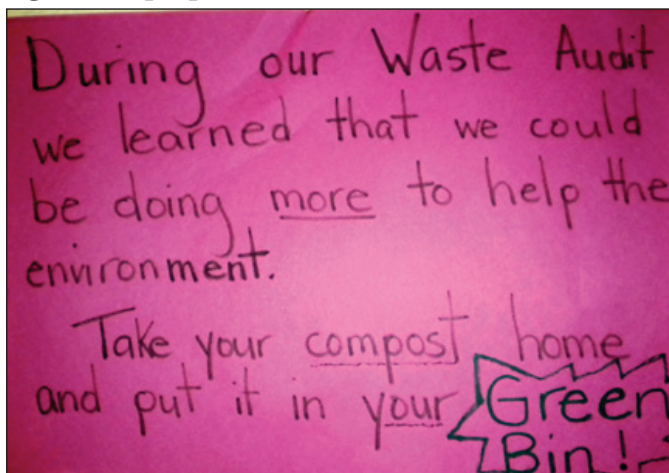 During our Waste Audit
we learned that we could
be doing more to help the
environment.
Take your compost home
and put it in your Green
Bin!